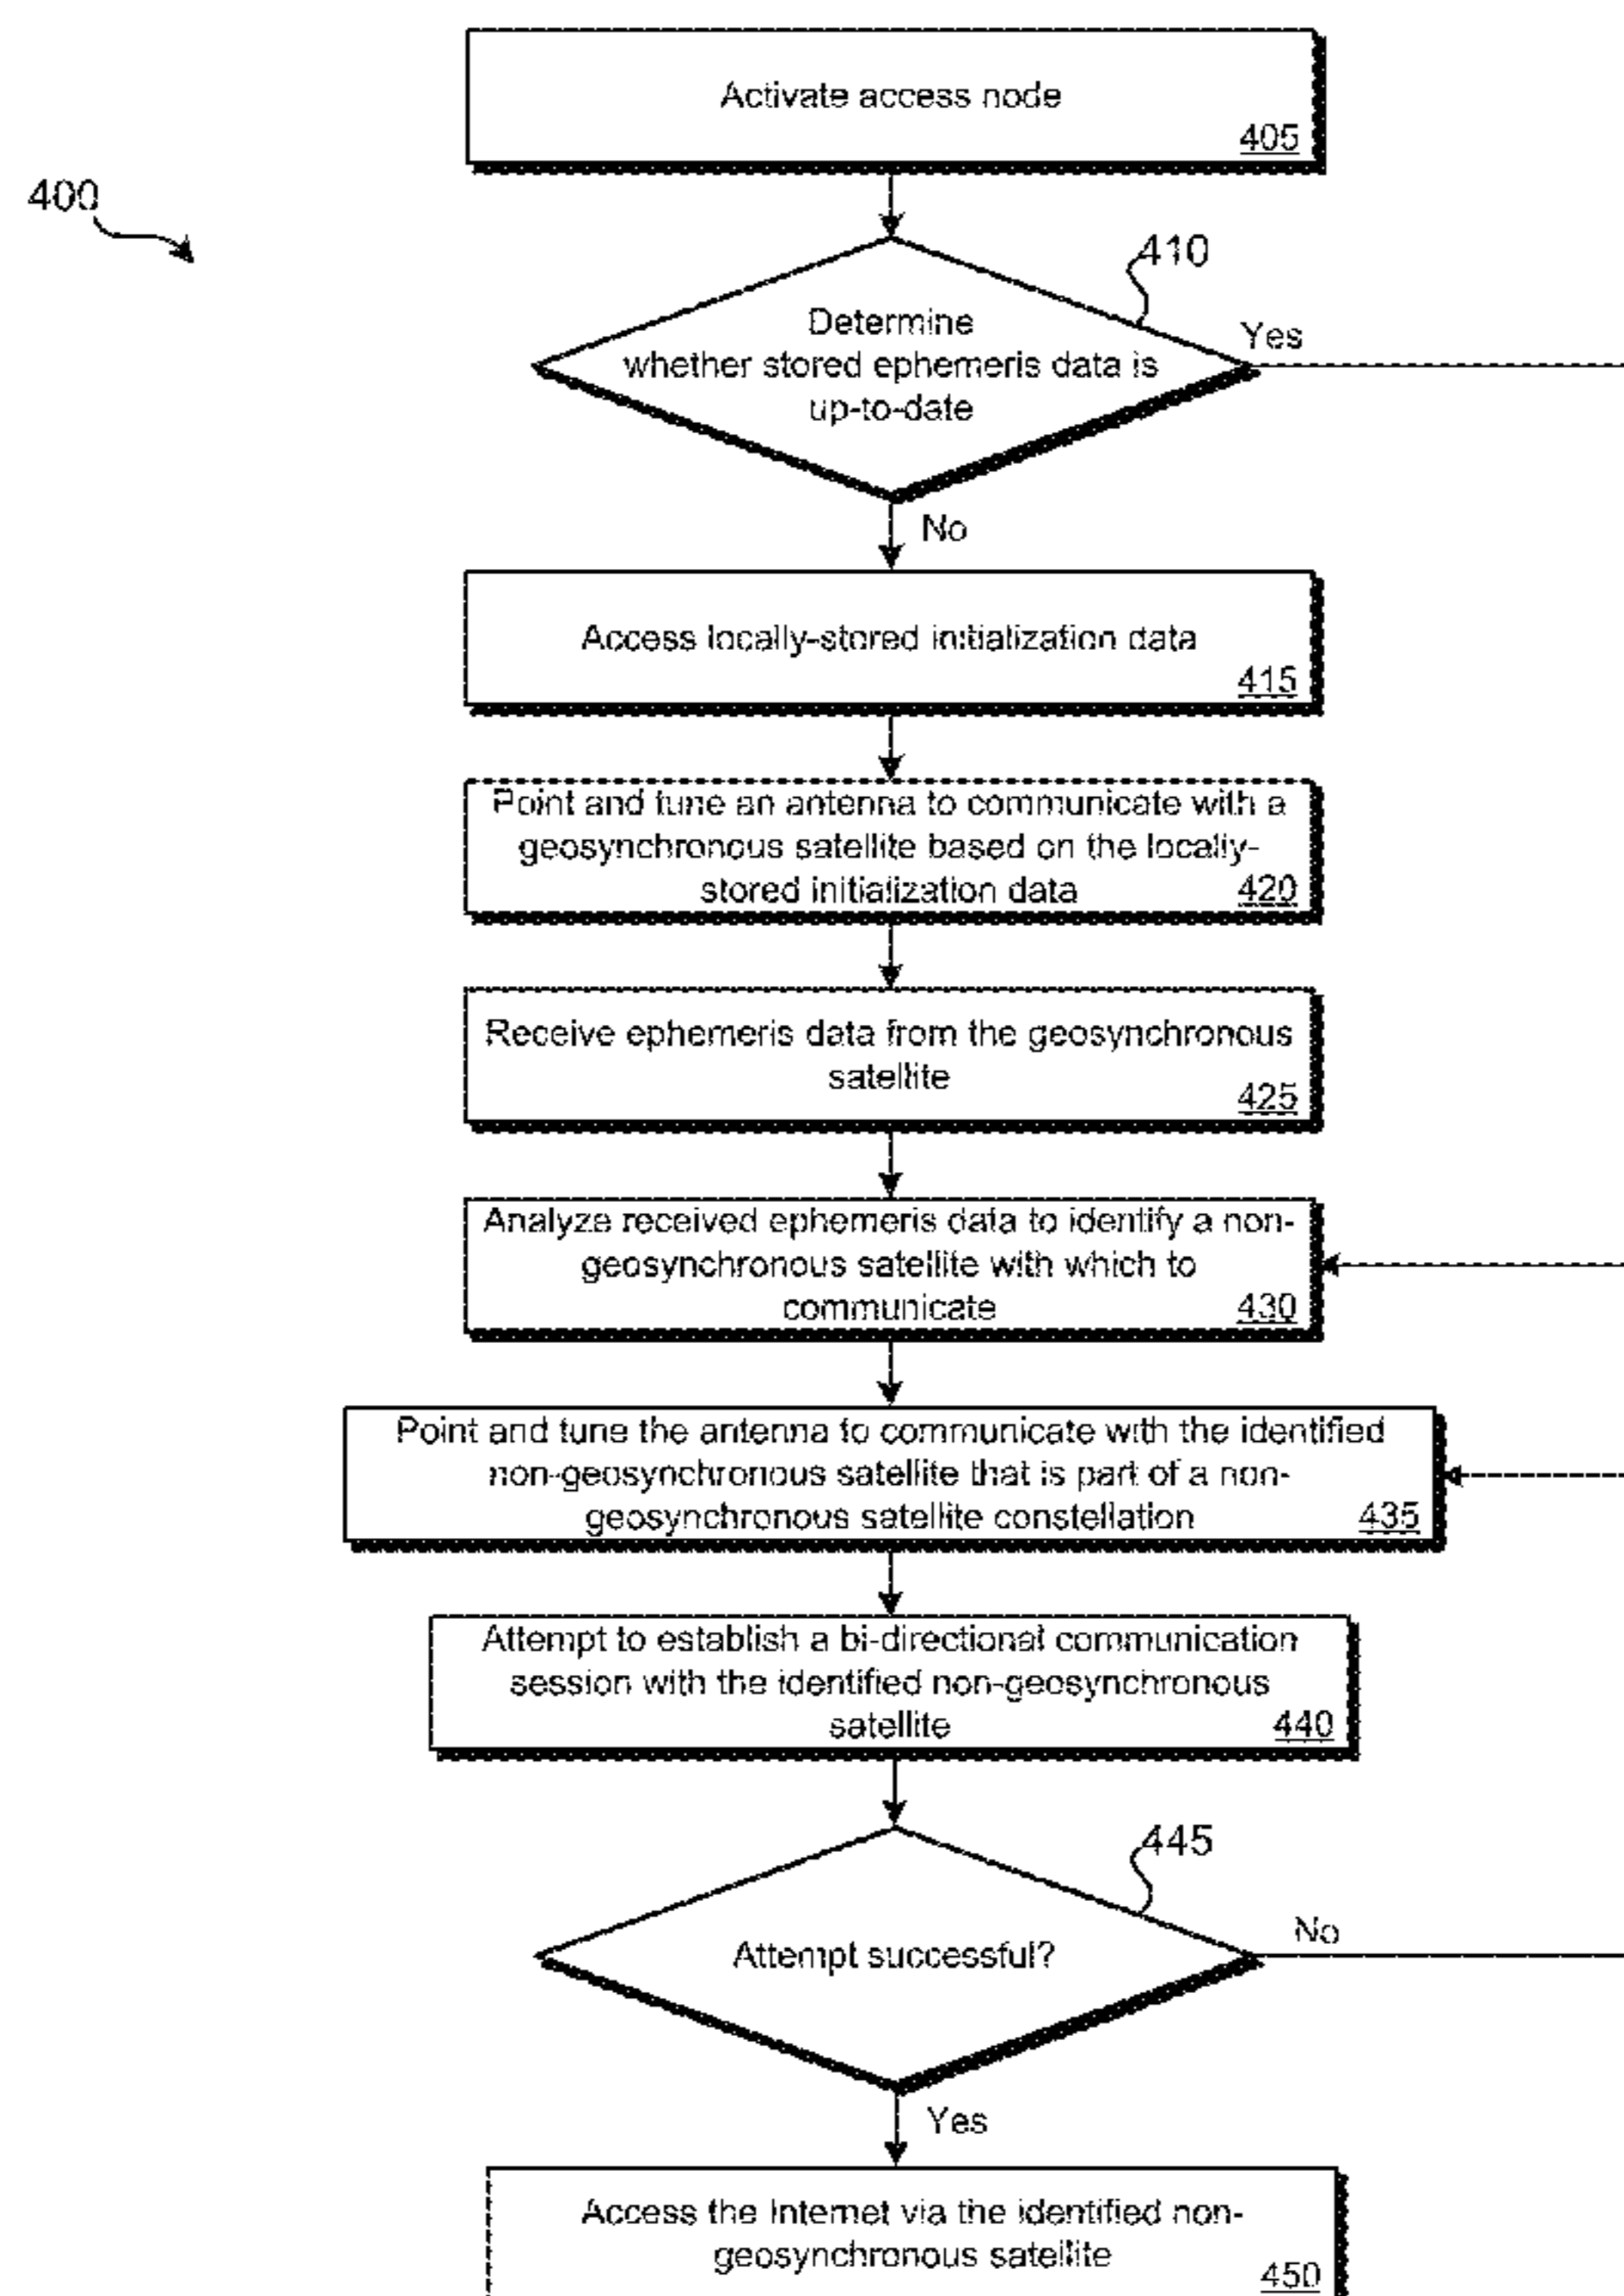 Activate access node
405
400
410
Determine
whether stored ephemeris data is
up-to-date
Yes
No
Access locally-stored initialization data
415
Point and tune an antenna to communicate with a
geosynchronous satellite based on the locally-
stored initialization data
420
Receive ephemeris data from the geosynchronous
satellite
425
Analyze received ephemeris data to identify a non-
geosynchronous satellite with which to
communicate
430
Point and tune the antenna to communicate with the identified
non-geosynchronous satellite that is part of a non-
geosynchronous satellite constellation
435
Attempt to establish a bi-directional communication
session with the identified non-geosynchronous
satellite
440
445
Attempt successful?
No
Yes
Access the Internet via the identified non-
geosynchronous satellite
450